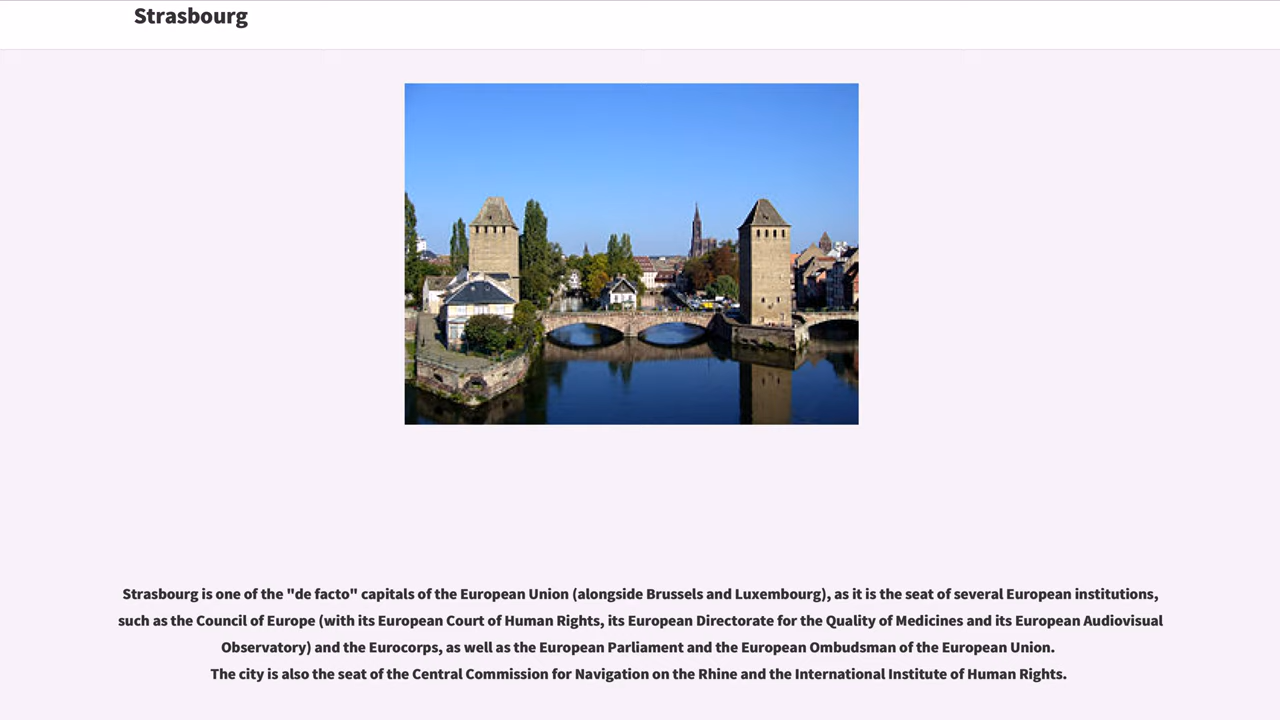 Strasbourg
Strasbourg is one of the "de facto" capitals of the European Union (alongside Brussels and Luxembourg), as it is the seat of several European institutions,
such as the Council of Europe (with its European Court of Human Rights, its European Directorate for the Quality of Medicines and its European Audiovisual
Observatory) and the Eurocorps, as well as the European Parliament and the European Ombudsman of the European Union.
The city is also the seat of the Central Commission for Navigation on the Rhine and the International Institute of Human Rights.